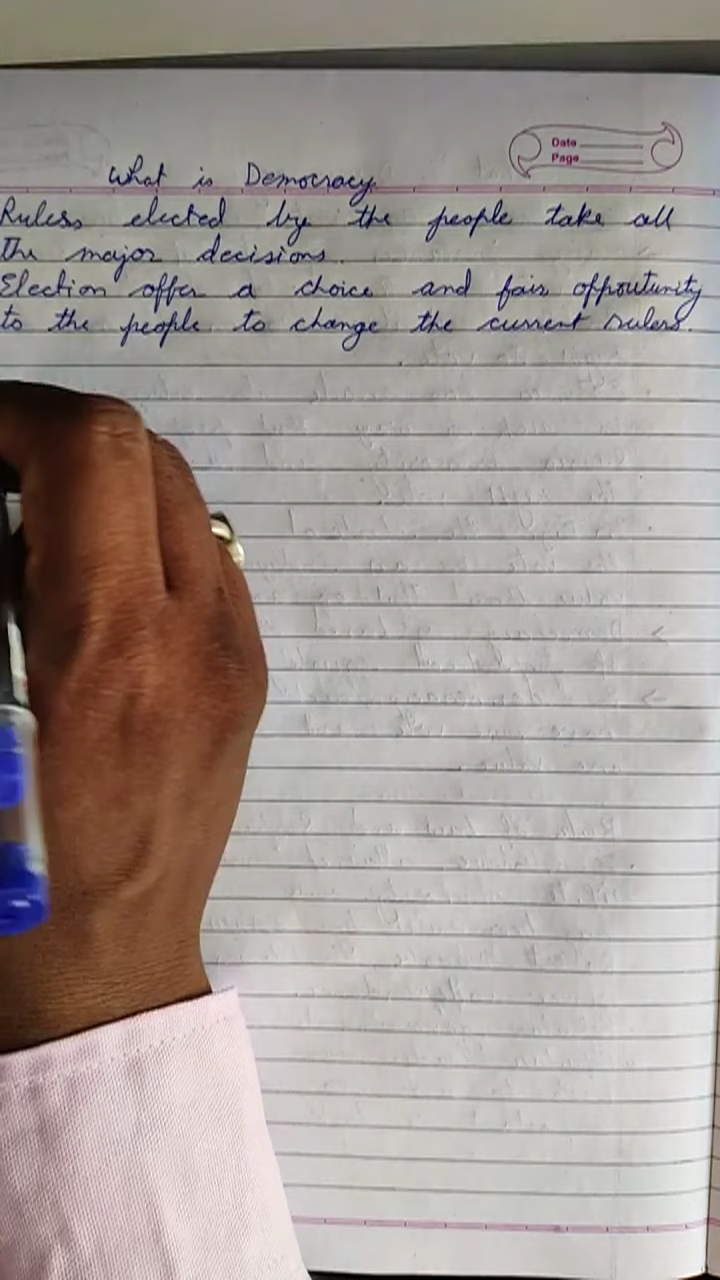 Date
Page
What is Democracy.
Rulers elected by the people take all
The major decisions.
Election offer a choice and fair oppoutunity
to the people to change the current rulers.